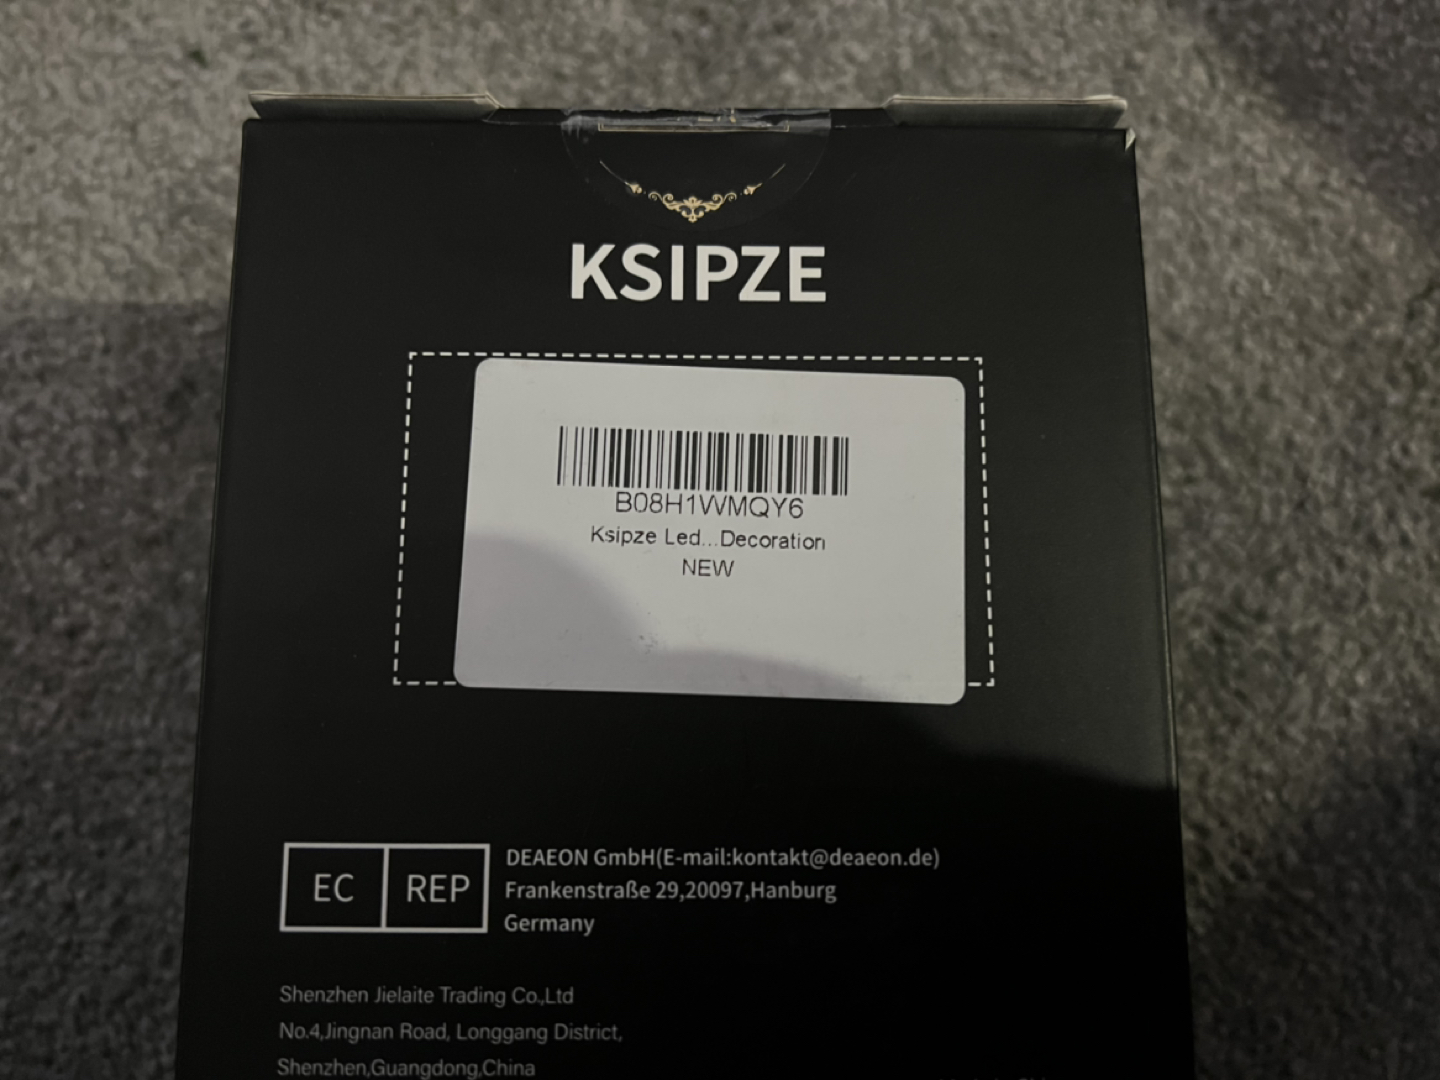 KSIPZE
B08H1WMQY6
Ksipze Led...Decoration
NEW
EC REP
DEAEON GmbH(E-mail:kontakt@deaeon.de)
Frankenstraße 29,20097,Hanburg
Germany
Shenzhen Jielaite Trading Co.,Ltd
No.4,Jingnan Road, Longgang District,
Shenzhen,Guangdong,China